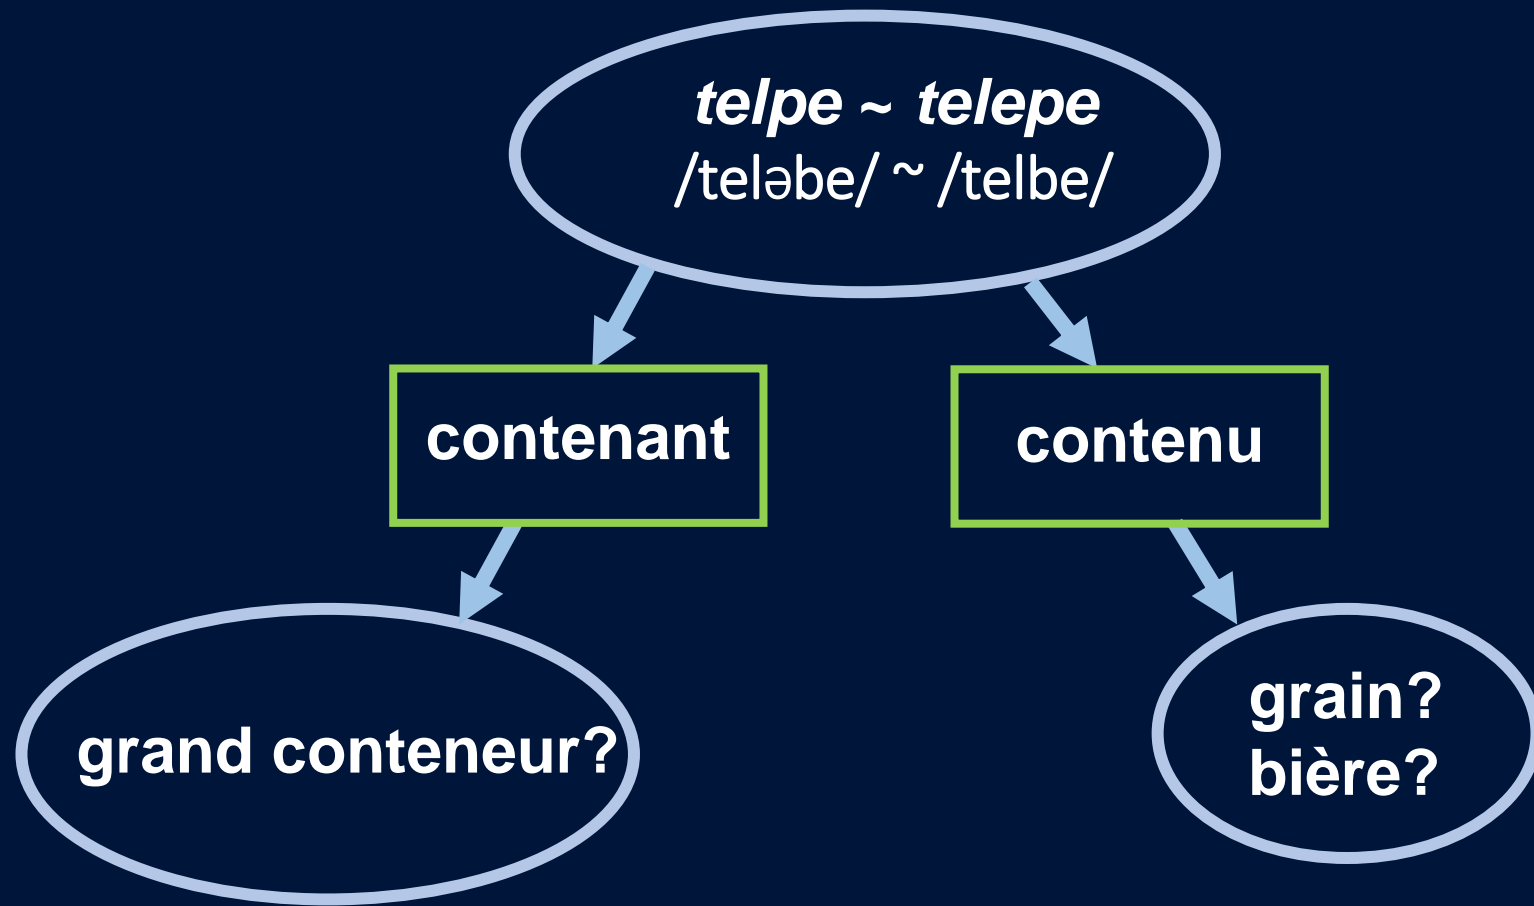 telpe ~ telepe
/teləbe/ ~ /telbe/
contenant
contenu
grand conteneur?
grain?
bière?